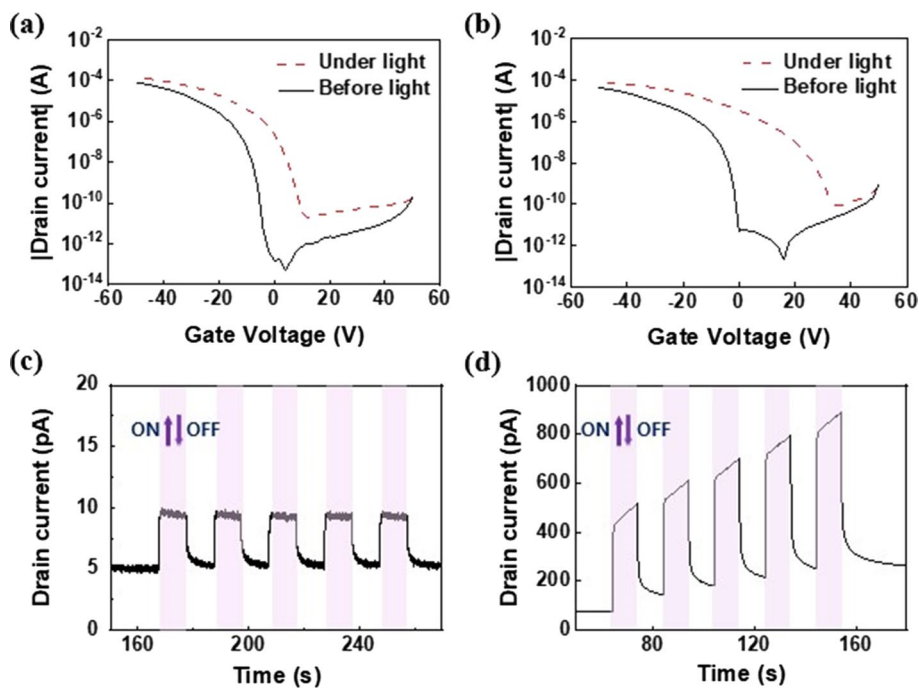 (a)
10-2
10-4
10-6
10-8
10-10
10-12
10-14
|Drain current| (A)
Under light
Before light
-60 -40 -20 0 20 40 60
Gate Voltage (V)
(b)
10-2
10-4
10-6
10-8
10-10
10-12
10-14
|Drain current| (A)
Under light
Before light
-60 -40 -20 0 20 40 60
Gate Voltage (V)
(c)
20
15
10
5
0
Drain current (pA)
ON OFF
160 200 240
Time (s)
(d)
1000
800
600
400
200
0
Drain current (pA)
ON OFF
80 120 160
Time (s)